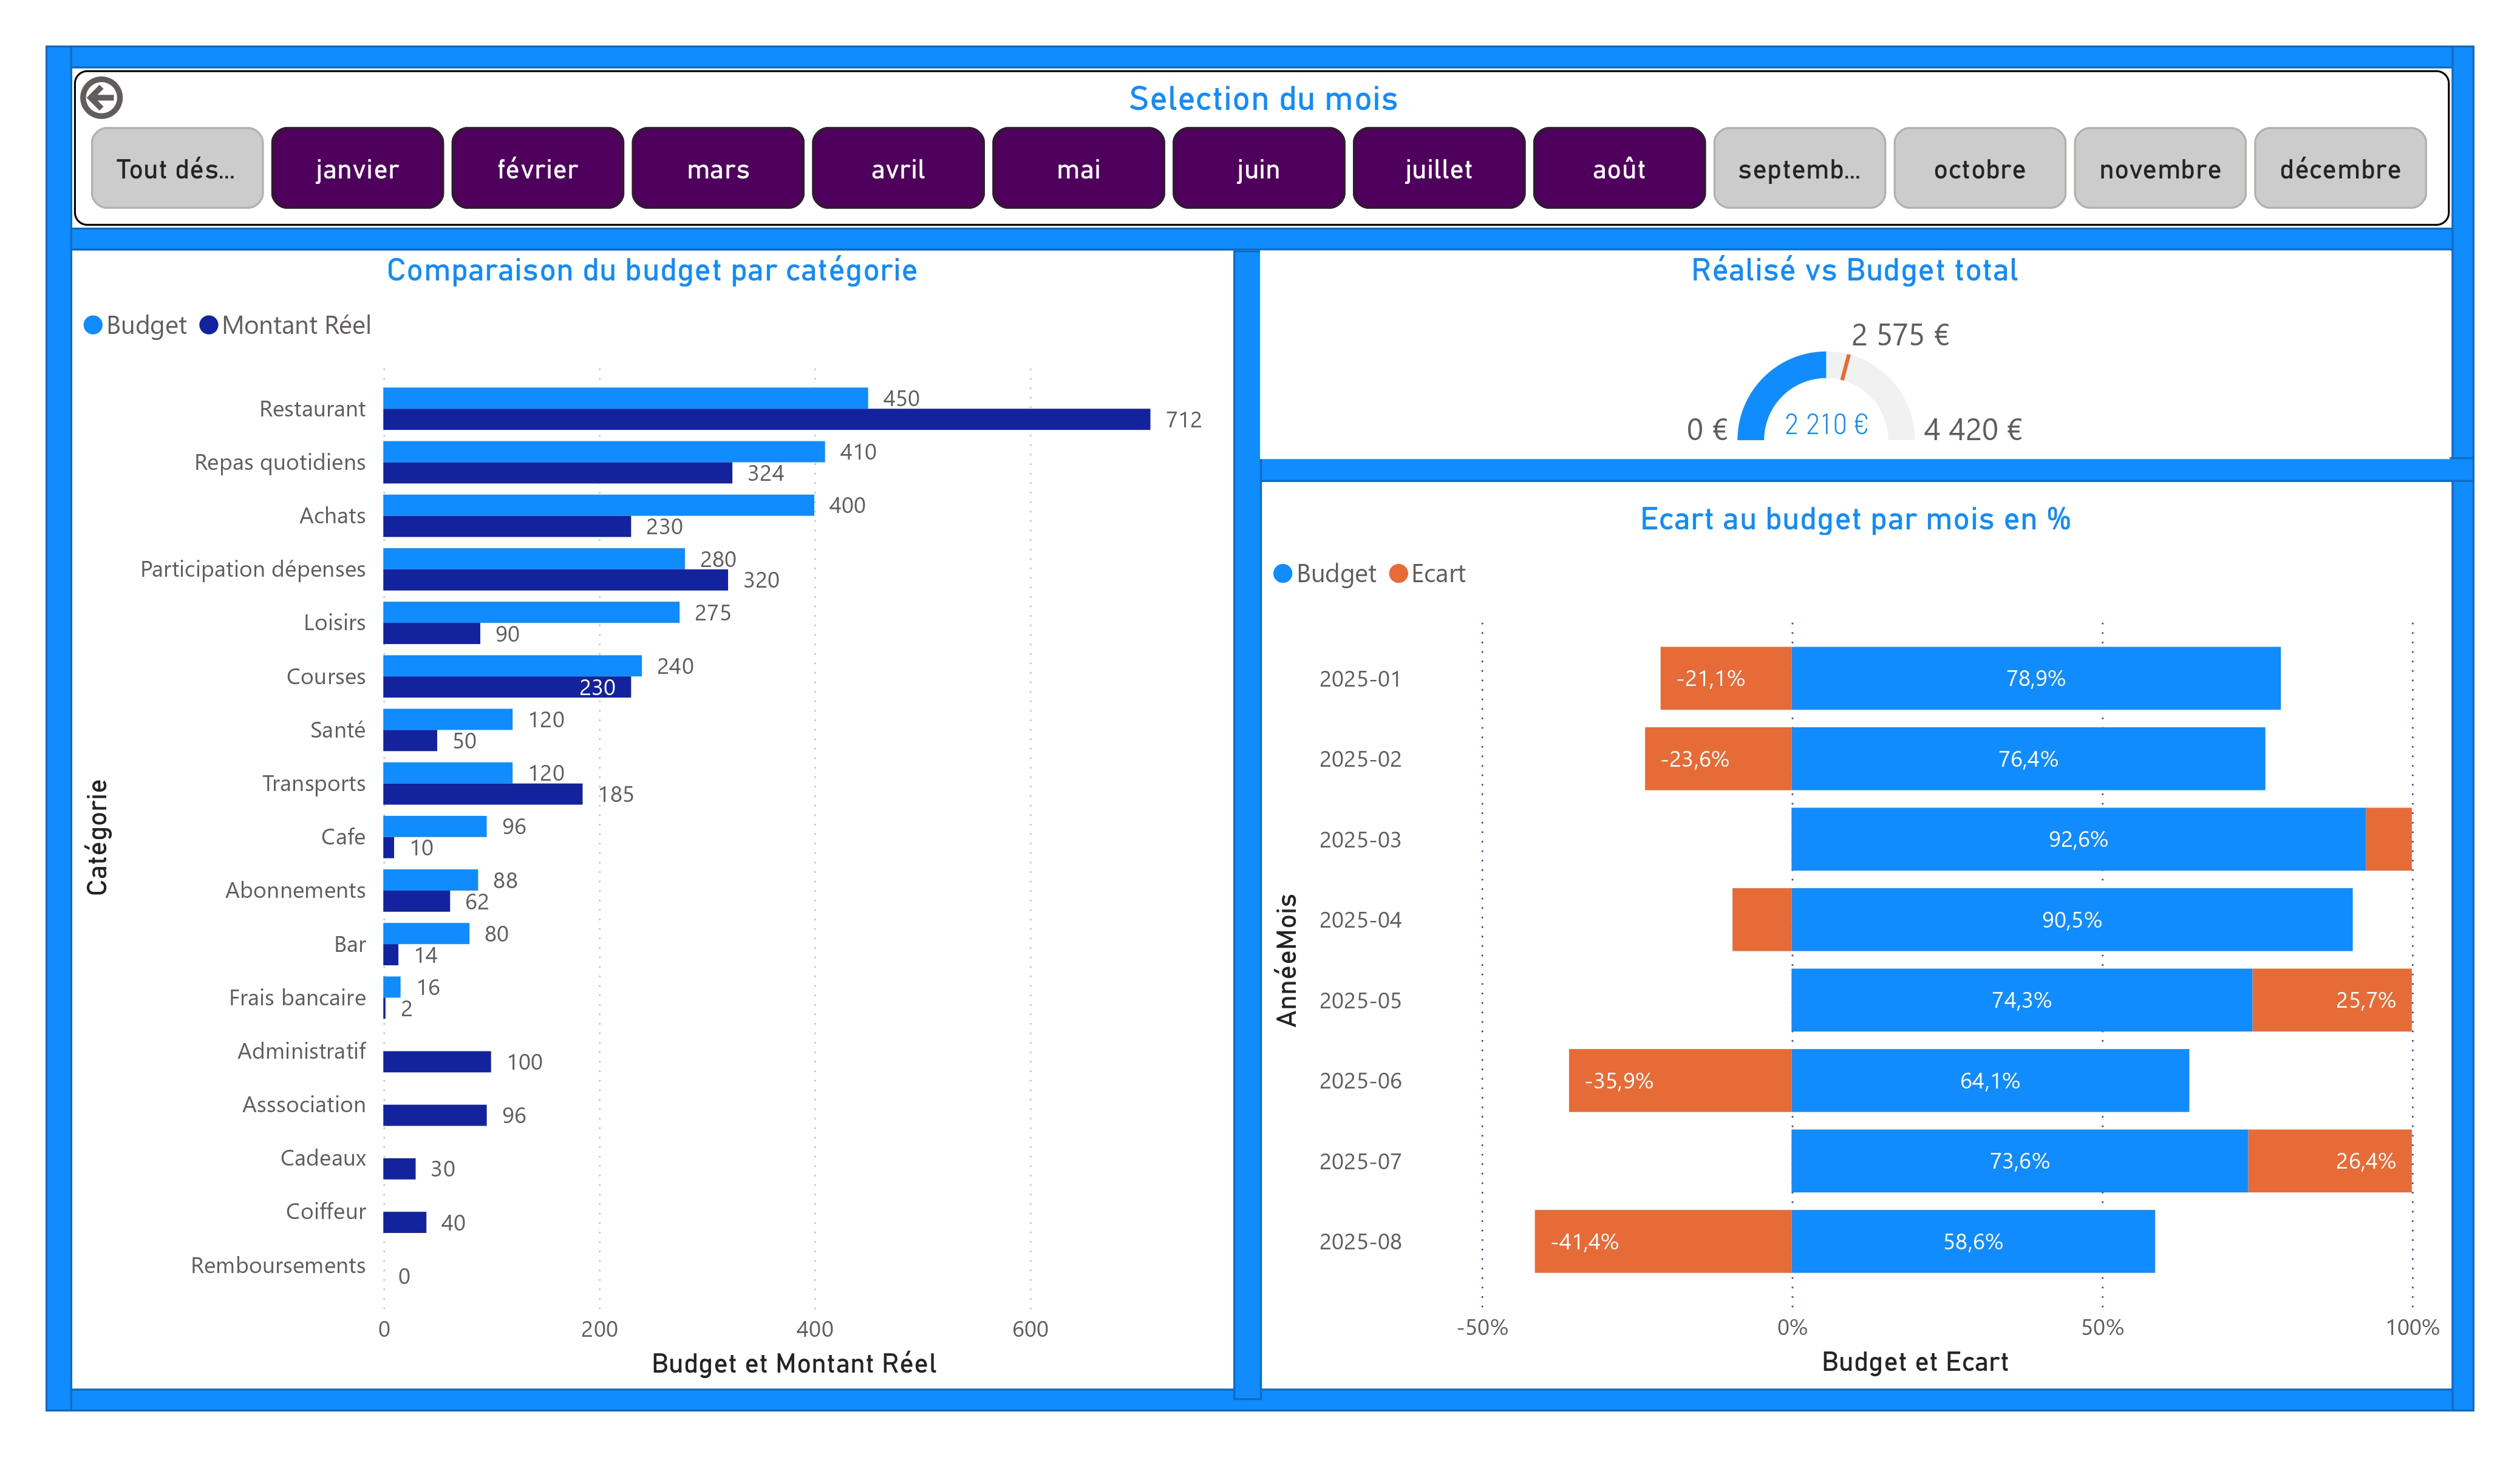 Selection du mois
Tout dés... janvier février mars avril mai juin juillet août septemb... octobre novembre décembre
Comparaison du budget par catégorie
Budget Montant Réel
Catégorie
Restaurant 450 712
Repas quotidiens 410 324
Achats 400 230
Participation dépenses 280 320
Loisirs 275 90
Courses 240 230
Santé 120 50
Transports 120 185
Cafe 96 10
Abonnements 88 62
Bar 80 14
Frais bancaire 16 2
Administratif 100
Asssociation 96
Cadeaux 30
Coiffeur 40
Remboursements 0
0 200 400 600
Budget et Montant Réel
Réalisé vs Budget total
2 575 €
0 € 2 210 € 4 420 €
Ecart au budget par mois en %
Budget Ecart
AnnéeMois
2025-01 -21,1% 78,9%
2025-02 -23,6% 76,4%
2025-03 92,6%
2025-04 90,5%
2025-05 74,3% 25,7%
2025-06 -35,9% 64,1%
2025-07 73,6% 26,4%
2025-08 -41,4% 58,6%
-50% 0% 50% 100%
Budget et Ecart